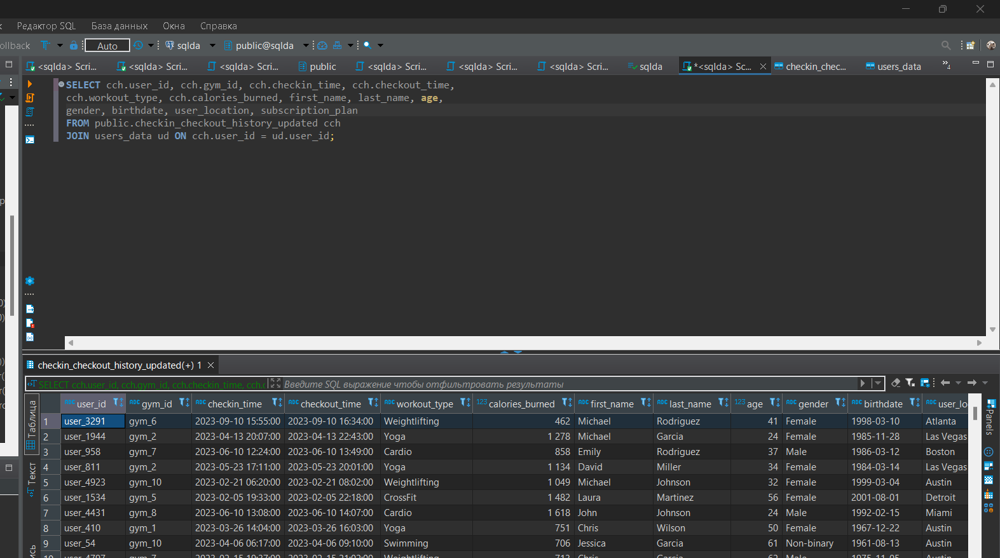 Редактор SQL База данных Окна Справка
ollback Auto sqlda public@sqlda
<sqlda> Scri... <sqlda> Scri... <sqlda> Scri... public <sqlda> Scri... <sqlda> Scri... <sqlda> Scri... sqlda *<sqlda> Sc... checkin_chec... users_data »4
SELECT cch.user_id, cch.gym_id, cch.checkin_time, cch.checkout_time,
cch.workout_type, cch.calories_burned, first_name, last_name, age,
gender, birthdate, user_location, subscription_plan
FROM public.checkin_checkout_history_updated cch
JOIN users_data ud ON cch.user_id = ud.user_id;
checkin_checkout_history_updated(+) 1
SELECT cch.user_id, cch.gym_id, cch.checkin_time, cch.c Введите SQL выражение чтобы отфильтровать результаты
Таблица
Текст
Panels
ABC user_id ABC gym_id ABC checkin_time ABC checkout_time ABC workout_type 123 calories_burned ABC first_name ABC last_name 123 age ABC gender ABC birthdate ABC user_lo
1 user_3291 gym_6 2023-09-10 15:55:00 2023-09-10 16:34:00 Weightlifting 462 Michael Rodriguez 41 Female 1998-03-10 Atlanta
2 user_1944 gym_2 2023-04-13 20:07:00 2023-04-13 22:43:00 Yoga 1 278 Michael Garcia 24 Female 1985-11-28 Las Vegas
3 user_958 gym_7 2023-06-10 12:24:00 2023-06-10 13:49:00 Cardio 858 Emily Rodriguez 37 Male 1986-03-12 Boston
4 user_811 gym_2 2023-05-23 17:11:00 2023-05-23 20:01:00 Yoga 1 134 David Miller 34 Female 1984-03-14 Las Vegas
5 user_4923 gym_10 2023-02-21 06:20:00 2023-02-21 08:02:00 Weightlifting 1 049 Michael Johnson 32 Female 1999-03-04 Austin
6 user_1534 gym_5 2023-02-05 19:33:00 2023-02-05 22:18:00 CrossFit 1 482 Laura Martinez 56 Female 2001-08-01 Detroit
7 user_4431 gym_8 2023-06-10 13:08:00 2023-06-10 14:07:00 Cardio 1 618 John Johnson 24 Male 1992-02-15 Miami
8 user_410 gym_1 2023-03-26 14:04:00 2023-03-26 16:03:00 Yoga 751 Chris Wilson 50 Female 1967-12-22 Austin
9 user_54 gym_10 2023-04-06 06:17:00 2023-04-06 09:10:00 Swimming 706 Jessica Garcia 61 Non-binary 1961-08-13 Austin